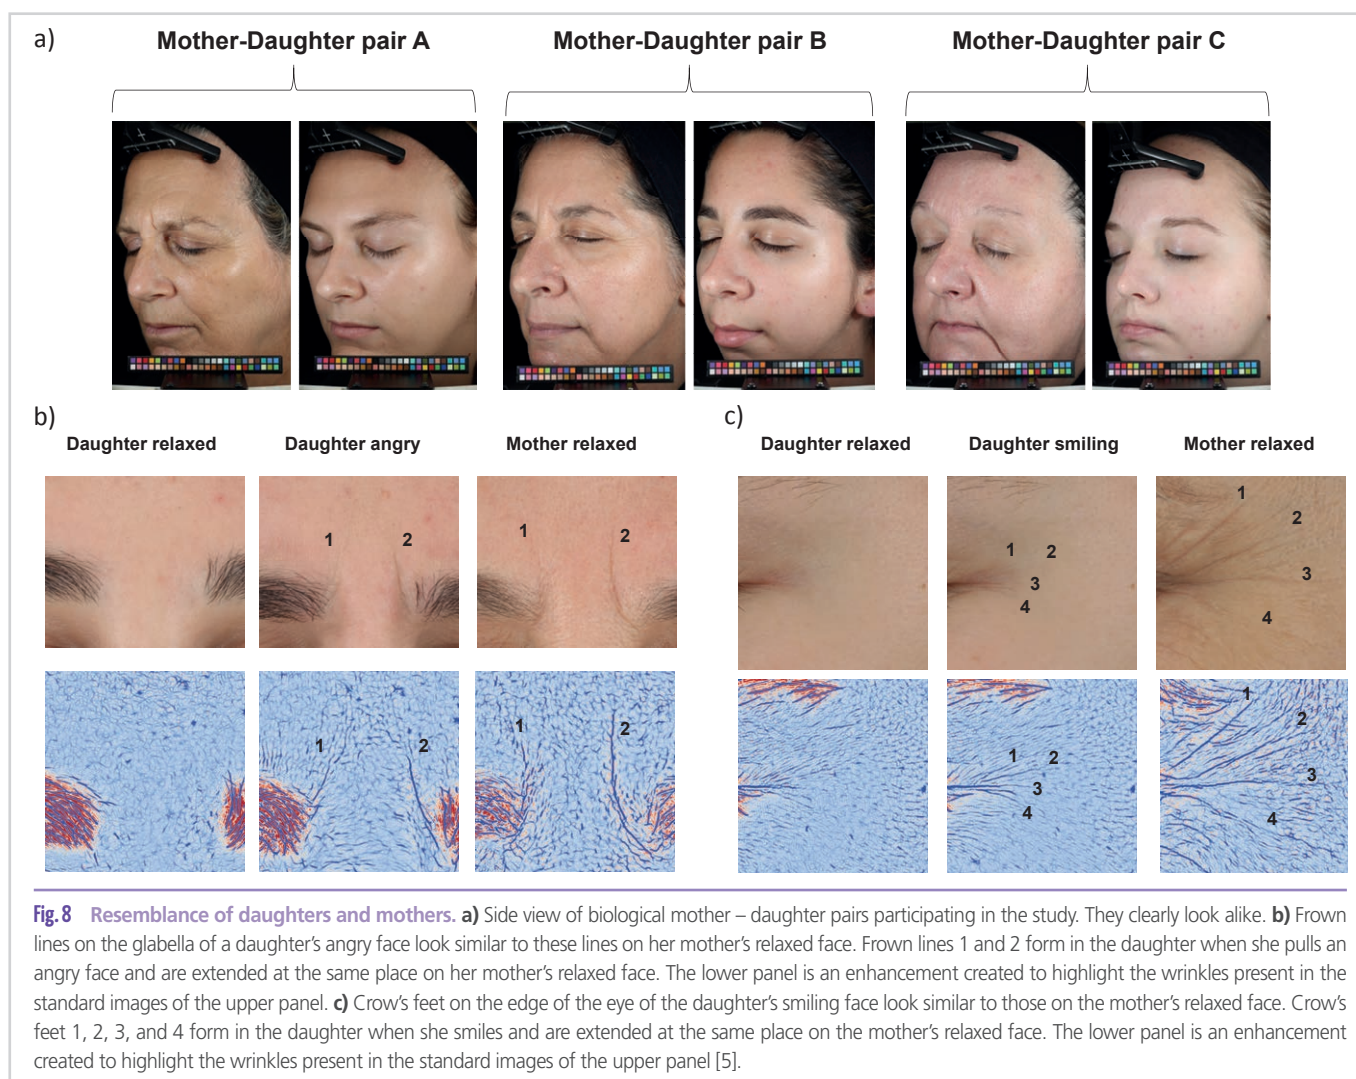 a)
Mother-Daughter pair A
Mother-Daughter pair B
Mother-Daughter pair C
b)
Daughter relaxed
Daughter angry
Mother relaxed
1
2
1
2
1
2
1
2
c)
Daughter relaxed
Daughter smiling
Mother relaxed
1
2
3
4
1
2
3
4
1
2
3
4
1
2
3
4
Fig. 8 Resemblance of daughters and mothers. a) Side view of biological mother – daughter pairs participating in the study. They clearly look alike. b) Frown
lines on the glabella of a daughter's angry face look similar to these lines on her mother's relaxed face. Frown lines 1 and 2 form in the daughter when she pulls an
angry face and are extended at the same place on her mother's relaxed face. The lower panel is an enhancement created to highlight the wrinkles present in the
standard images of the upper panel. c) Crow's feet on the edge of the eye of the daughter's smiling face look similar to those on the mother's relaxed face. Crow's
feet 1, 2, 3, and 4 form in the daughter when she smiles and are extended at the same place on the mother's relaxed face. The lower panel is an enhancement
created to highlight the wrinkles present in the standard images of the upper panel [5].